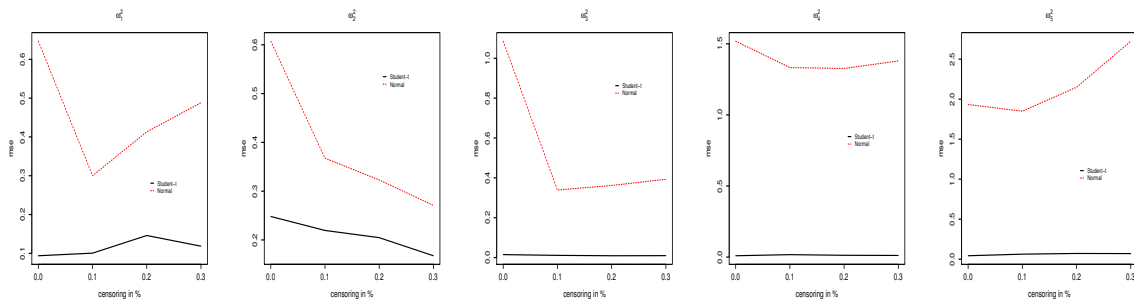 ω₁²
mse
0.1 0.2 0.3 0.4 0.5 0.6
Student-t
Normal
0.0 0.1 0.2 0.3
censoring in %
ω₂²
mse
0.2 0.3 0.4 0.5 0.6
Student-t
Normal
0.0 0.1 0.2 0.3
censoring in %
ω₃²
mse
0.0 0.2 0.4 0.6 0.8 1.0
Student-t
Normal
0.0 0.1 0.2 0.3
censoring in %
ω₄²
mse
0.0 0.5 1.0 1.5
Student-t
Normal
0.0 0.1 0.2 0.3
censoring in %
ω₅²
mse
0.0 0.5 1.0 1.5 2.0 2.5
Student-t
Normal
0.0 0.1 0.2 0.3
censoring in %